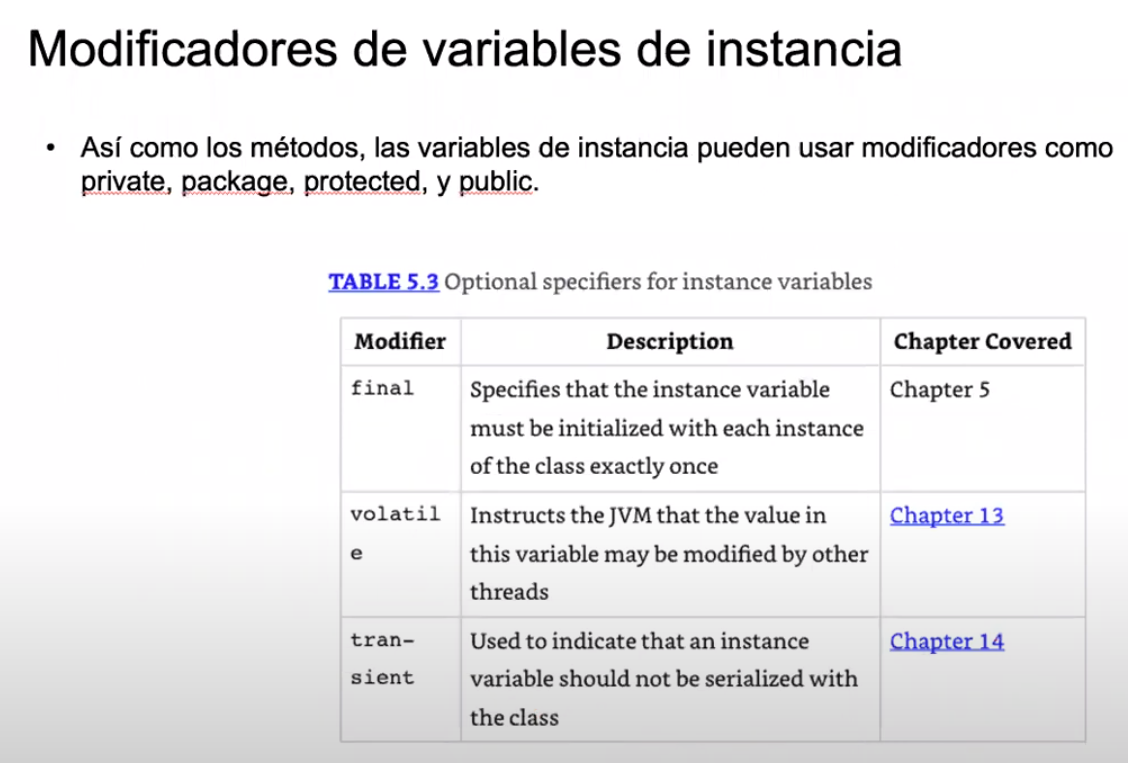 Modificadores de variables de instancia
• Así como los métodos, las variables de instancia pueden usar modificadores como
private, package, protected, y public.
TABLE 5.3 Optional specifiers for instance variables
Modifier Description Chapter Covered
final Specifies that the instance variable Chapter 5
must be initialized with each instance
of the class exactly once
volatil Instructs the JVM that the value in Chapter 13
e this variable may be modified by other
threads
tran- Used to indicate that an instance Chapter 14
sient variable should not be serialized with
the class